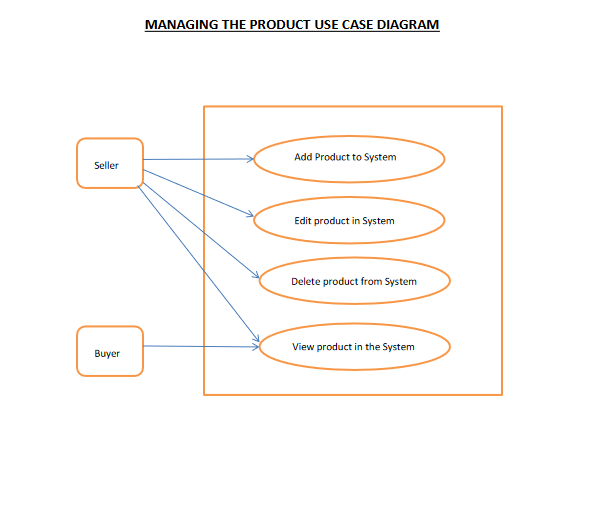 MANAGING THE PRODUCT USE CASE DIAGRAM
Seller
Add Product to System
Edit product in System
Delete product from System
View product in the System
Buyer